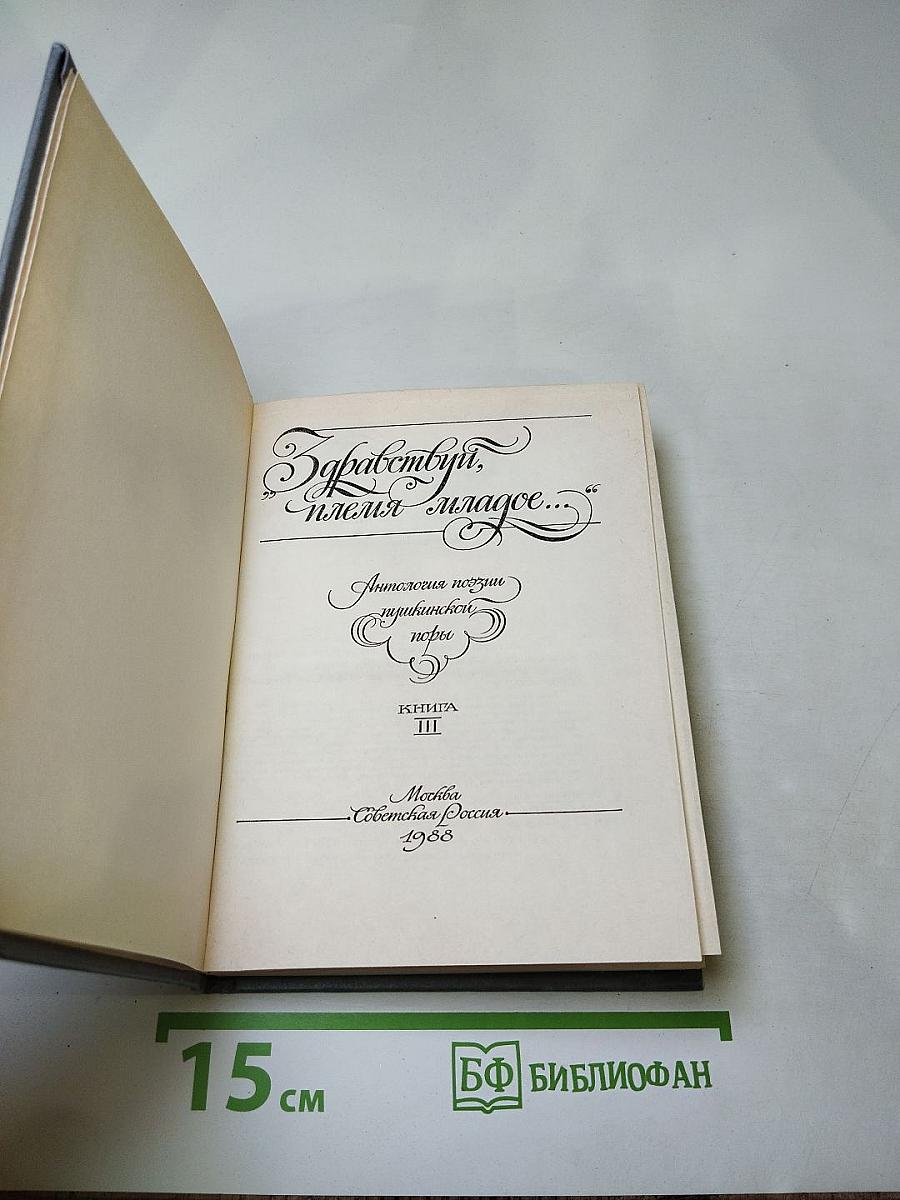 „Здравствуй,
племя младое...“
Антология поэзии
пушкинской
поры
КНИГА
III
Москва
Советская Россия
1988
15 см
БФ БИБЛИОФАН